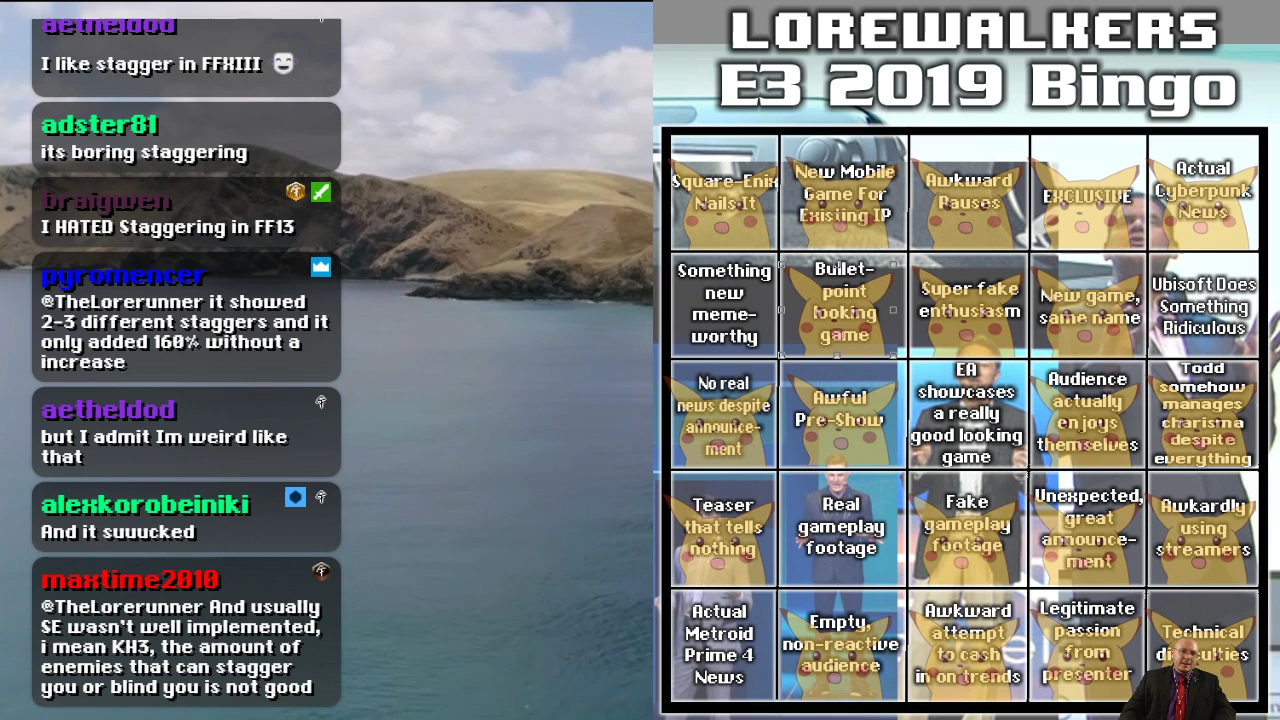 aetheldod
I like stagger in FFXIII
adster81
its boring staggering
braigwen
I HATED Staggering in FF13
pyromencer
@TheLorerunner it showed
2-3 different staggers and it
only added 160% without a
increase
aetheldod
but I admit Im weird like
that
alexkorobeiniki
And it suuucked
maxtime2010
@TheLorerunner And usually
SE wasn't well implemented,
i mean KH3, the amount of
enemies that can stagger
you or blind you is not good
LOREWALKERS
E3 2019 Bingo
Square-Enix
Nails It
New Mobile
Game For
Existing IP
Awkward
Pauses
EXCLUSIVE
Actual
Cyberpunk
News
Something
new
meme-
worthy
Bullet-
point
looking
game
Super fake
enthusiasm
New game,
same name
Ubisoft Does
Something
Ridiculous
No real
news despite
announce-
ment
Awful
Pre-Show
EA
showcases
a really
good looking
game
Audience
actually
enjoys
themselves
Todd
somehow
manages
charisma
despite
everything
Teaser
that tells
nothing
Real
gameplay
footage
Fake
gameplay
footage
Unexpected,
great
announce-
ment
Awkardly
using
streamers
Actual
Metroid
Prime 4
News
Empty,
non-reactive
audience
Awkward
attempt
to cash
in on trends
Legitimate
passion
from
presenter
Technical
difficulties